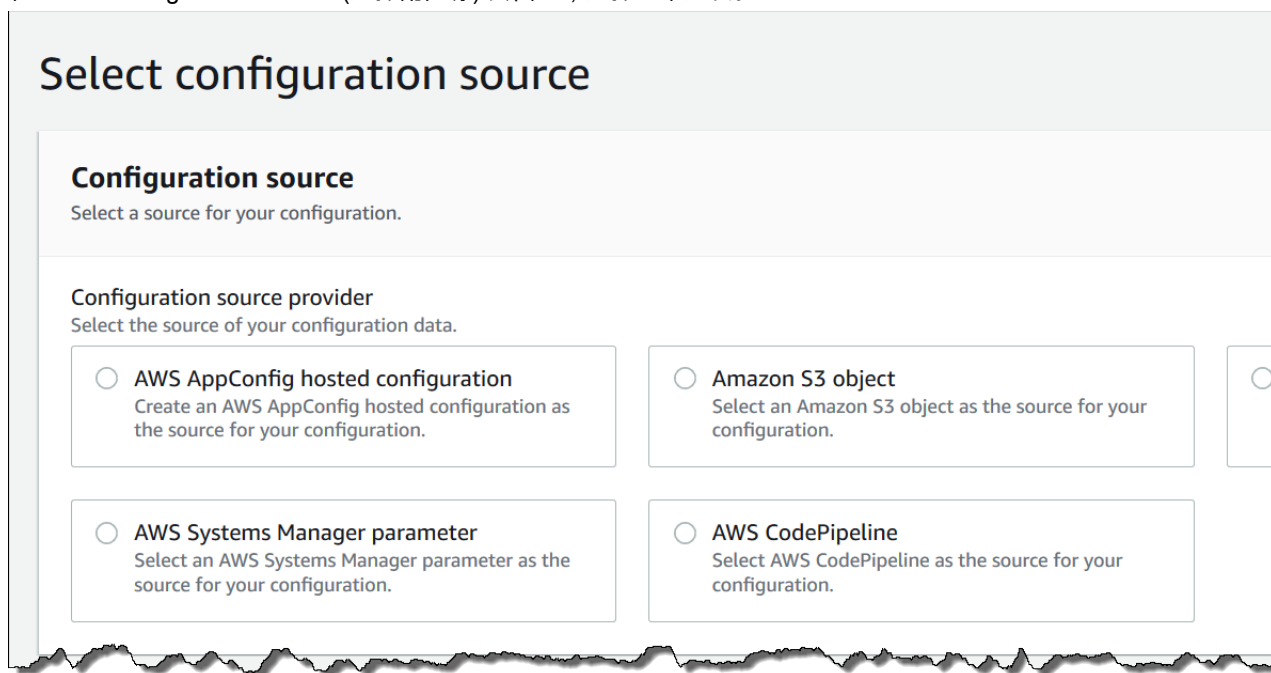 Select configuration source
Configuration source
Select a source for your configuration.
Configuration source provider
Select the source of your configuration data.
AWS AppConfig hosted configuration
Create an AWS AppConfig hosted configuration as
the source for your configuration.
Amazon S3 object
Select an Amazon S3 object as the source for your
configuration.
AWS Systems Manager parameter
Select an AWS Systems Manager parameter as the
source for your configuration.
AWS CodePipeline
Select AWS CodePipeline as the source for your
configuration.